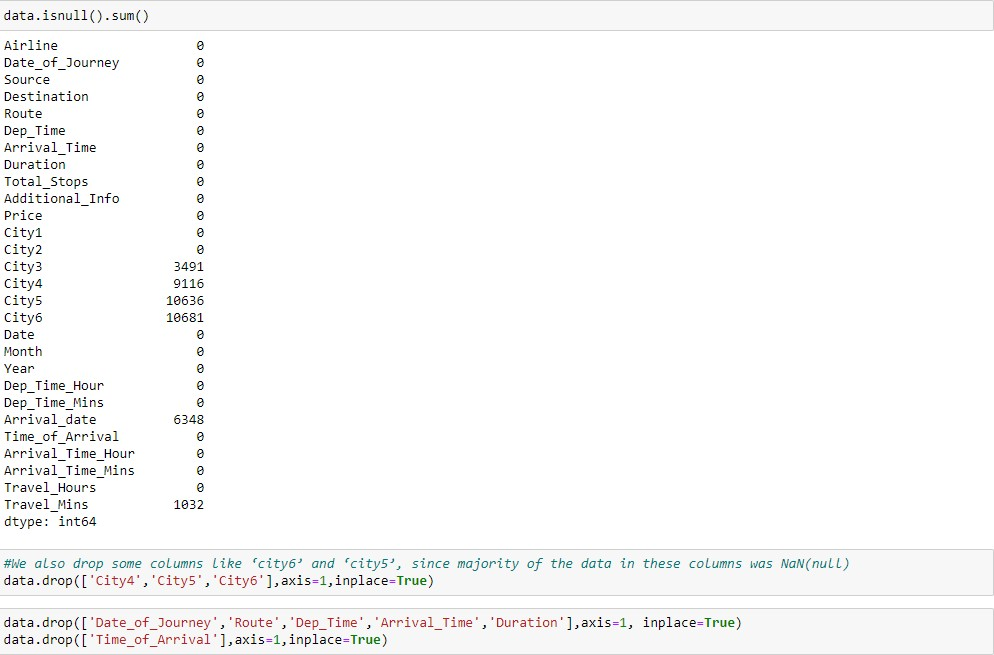 data.isnull().sum()
Airline 0
Date_of_Journey 0
Source 0
Destination 0
Route 0
Dep_Time 0
Arrival_Time 0
Duration 0
Total_Stops 0
Additional_Info 0
Price 0
City1 0
City2 0
City3 3491
City4 9116
City5 10636
City6 10681
Date 0
Month 0
Year 0
Dep_Time_Hour 0
Dep_Time_Mins 0
Arrival_date 6348
Time_of_Arrival 0
Arrival_Time_Hour 0
Arrival_Time_Mins 0
Travel_Hours 0
Travel_Mins 1032
dtype: int64
#We also drop some columns like ‘city6’ and ‘city5’, since majority of the data in these columns was NaN(null)
data.drop(['City4','City5','City6'],axis=1,inplace=True)
data.drop(['Date_of_Journey','Route','Dep_Time','Arrival_Time','Duration'],axis=1, inplace=True)
data.drop(['Time_of_Arrival'],axis=1,inplace=True)